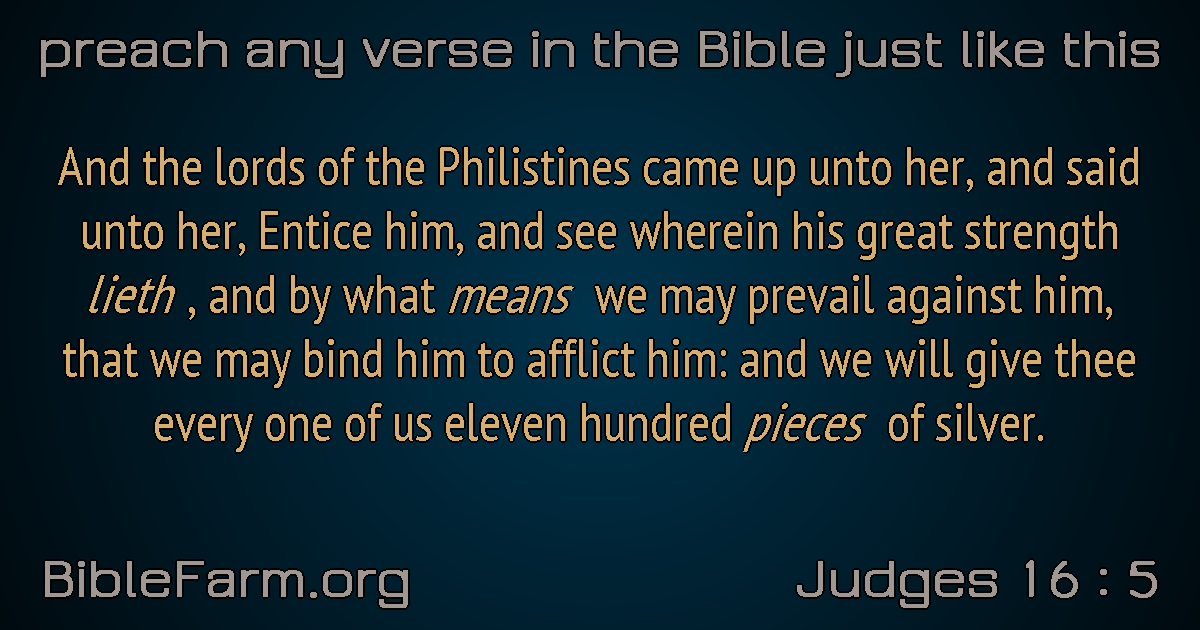 preach any verse in the Bible just like this
And the lords of the Philistines came up unto her, and said
unto her, Entice him, and see wherein his great strength
lieth , and by what means we may prevail against him,
that we may bind him to afflict him: and we will give thee
every one of us eleven hundred pieces of silver.
BibleFarm.org
Judges 16 : 5